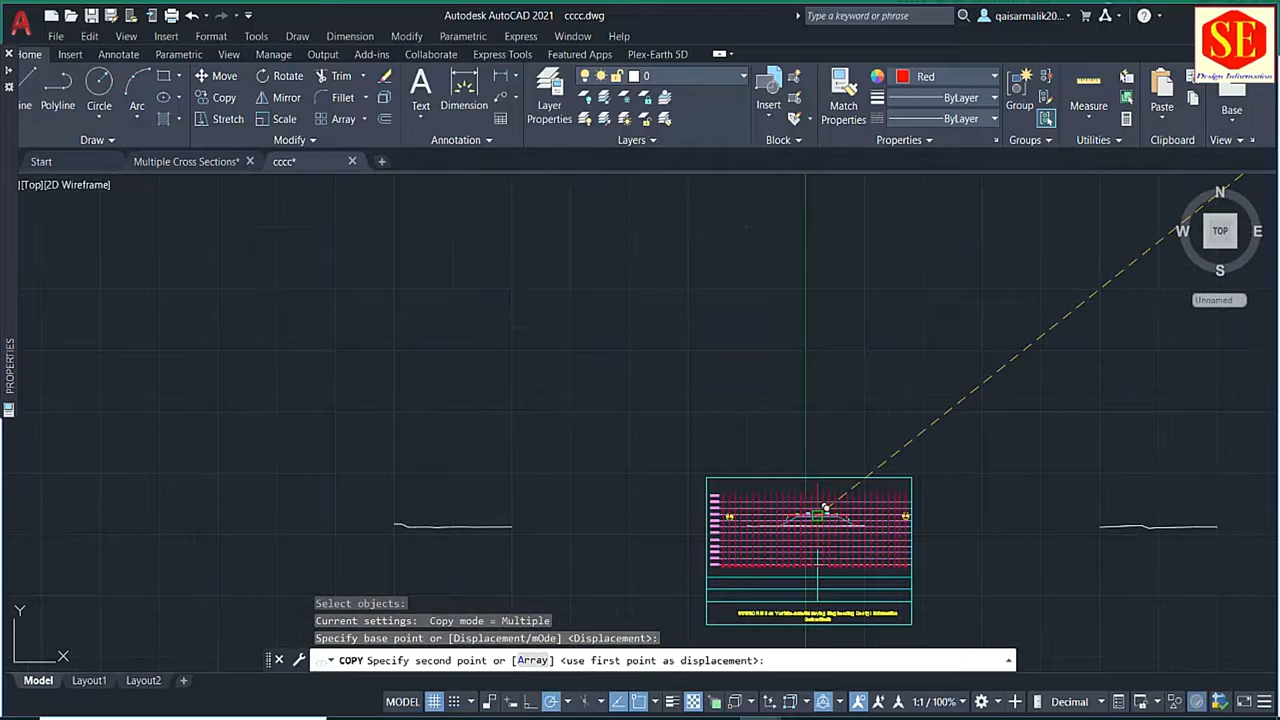 Autodesk AutoCAD 2021 cccc.dwg
Type a keyword or phrase
qaisarmalik20...
SE
Design Information
File Edit View Insert Format Tools Draw Dimension Modify Parametric Window Help
Home Insert Annotate Parametric View Manage Output Add-ins Collaborate Express Tools Featured Apps Plex-Earth 5D
Polyline Circle Arc
Move Rotate Trim
Copy Mirror Fillet
Stretch Scale Array
Text Dimension
Layer Properties
0
Insert
Match Properties
Red
ByLayer
ByLayer
Group
Measure
Paste
Base
Draw Modify Annotation Layers Block Properties Groups Utilities Clipboard View
Start Multiple Cross Sections* cccc*
][Top][2D Wireframe]
N
W TOP E
S
Unnamed
PROPERTIES
Select objects:
Current settings: Copy mode = Multiple
Specify base point or [Displacement/mOde] <Displacement>:
COPY Specify second point or [Array] <use first point as displacement>:
Y
X
Model Layout1 Layout2
MODEL 1:1 / 100% Decimal